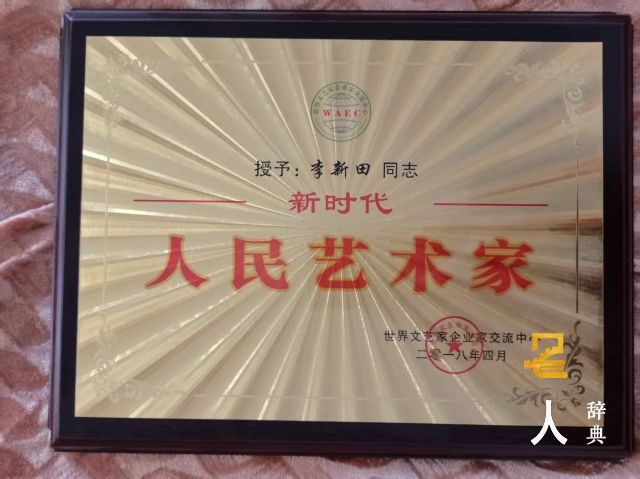 WAEC
授予：李新田 同志
新时代
人民艺术家
世界文艺家企业家交流中
二零一八年四月
人 辞典